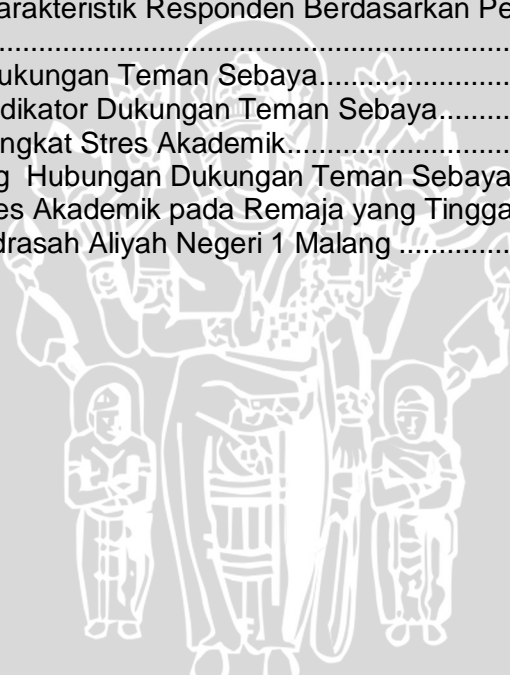 arakteristik Responden Berdasarkan Pe
................................................................
ukungan Teman Sebaya........................
dikator Dukungan Teman Sebaya.........
ngkat Stres Akademik............................
g  Hubungan Dukungan Teman Sebaya
es Akademik pada Remaja yang Tingga
drasah Aliyah Negeri 1 Malang ..............